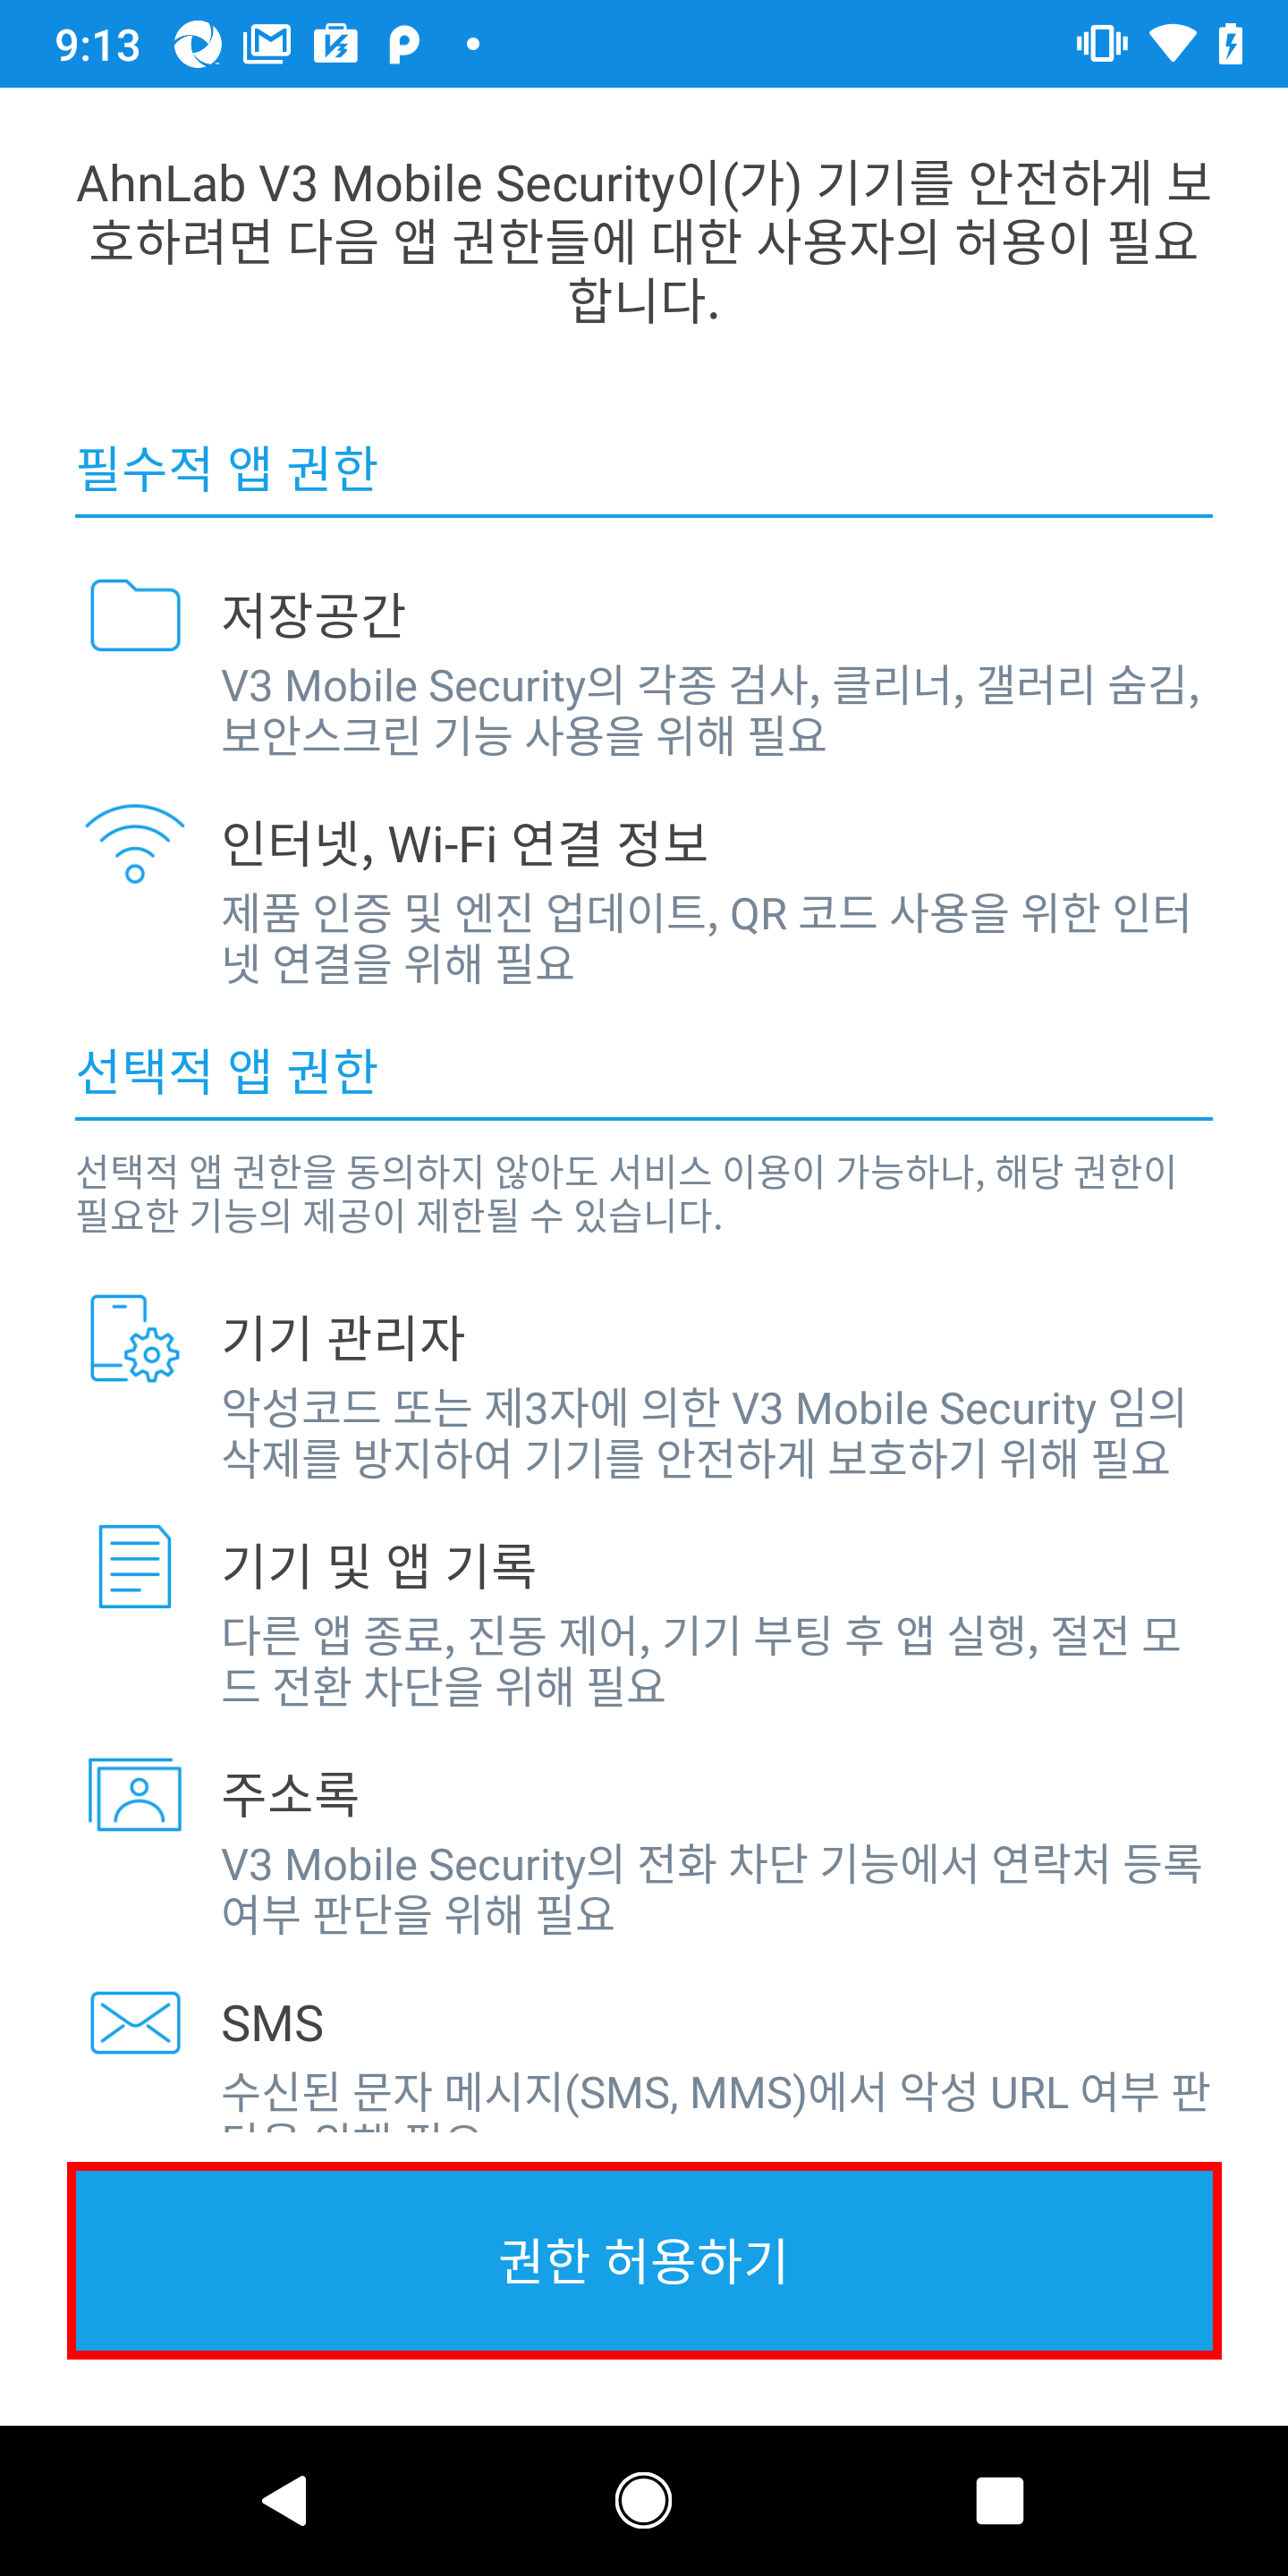 9:13
AhnLab V3 Mobile Security이(가) 기기를 안전하게 보
호하려면 다음 앱 권한들에 대한 사용자의 허용이 필요
합니다.
필수적 앱 권한
저장공간
V3 Mobile Security의 각종 검사, 클리너, 갤러리 숨김,
보안스크린 기능 사용을 위해 필요
인터넷, Wi-Fi 연결 정보
제품 인증 및 엔진 업데이트, QR 코드 사용을 위한 인터
넷 연결을 위해 필요
선택적 앱 권한
선택적 앱 권한을 동의하지 않아도 서비스 이용이 가능하나, 해당 권한이
필요한 기능의 제공이 제한될 수 있습니다.
기기 관리자
악성코드 또는 제3자에 의한 V3 Mobile Security 임의
삭제를 방지하여 기기를 안전하게 보호하기 위해 필요
기기 및 앱 기록
다른 앱 종료, 진동 제어, 기기 부팅 후 앱 실행, 절전 모
드 전환 차단을 위해 필요
주소록
V3 Mobile Security의 전화 차단 기능에서 연락처 등록
여부 판단을 위해 필요
SMS
수신된 문자 메시지(SMS, MMS)에서 악성 URL 여부 판
권한 허용하기